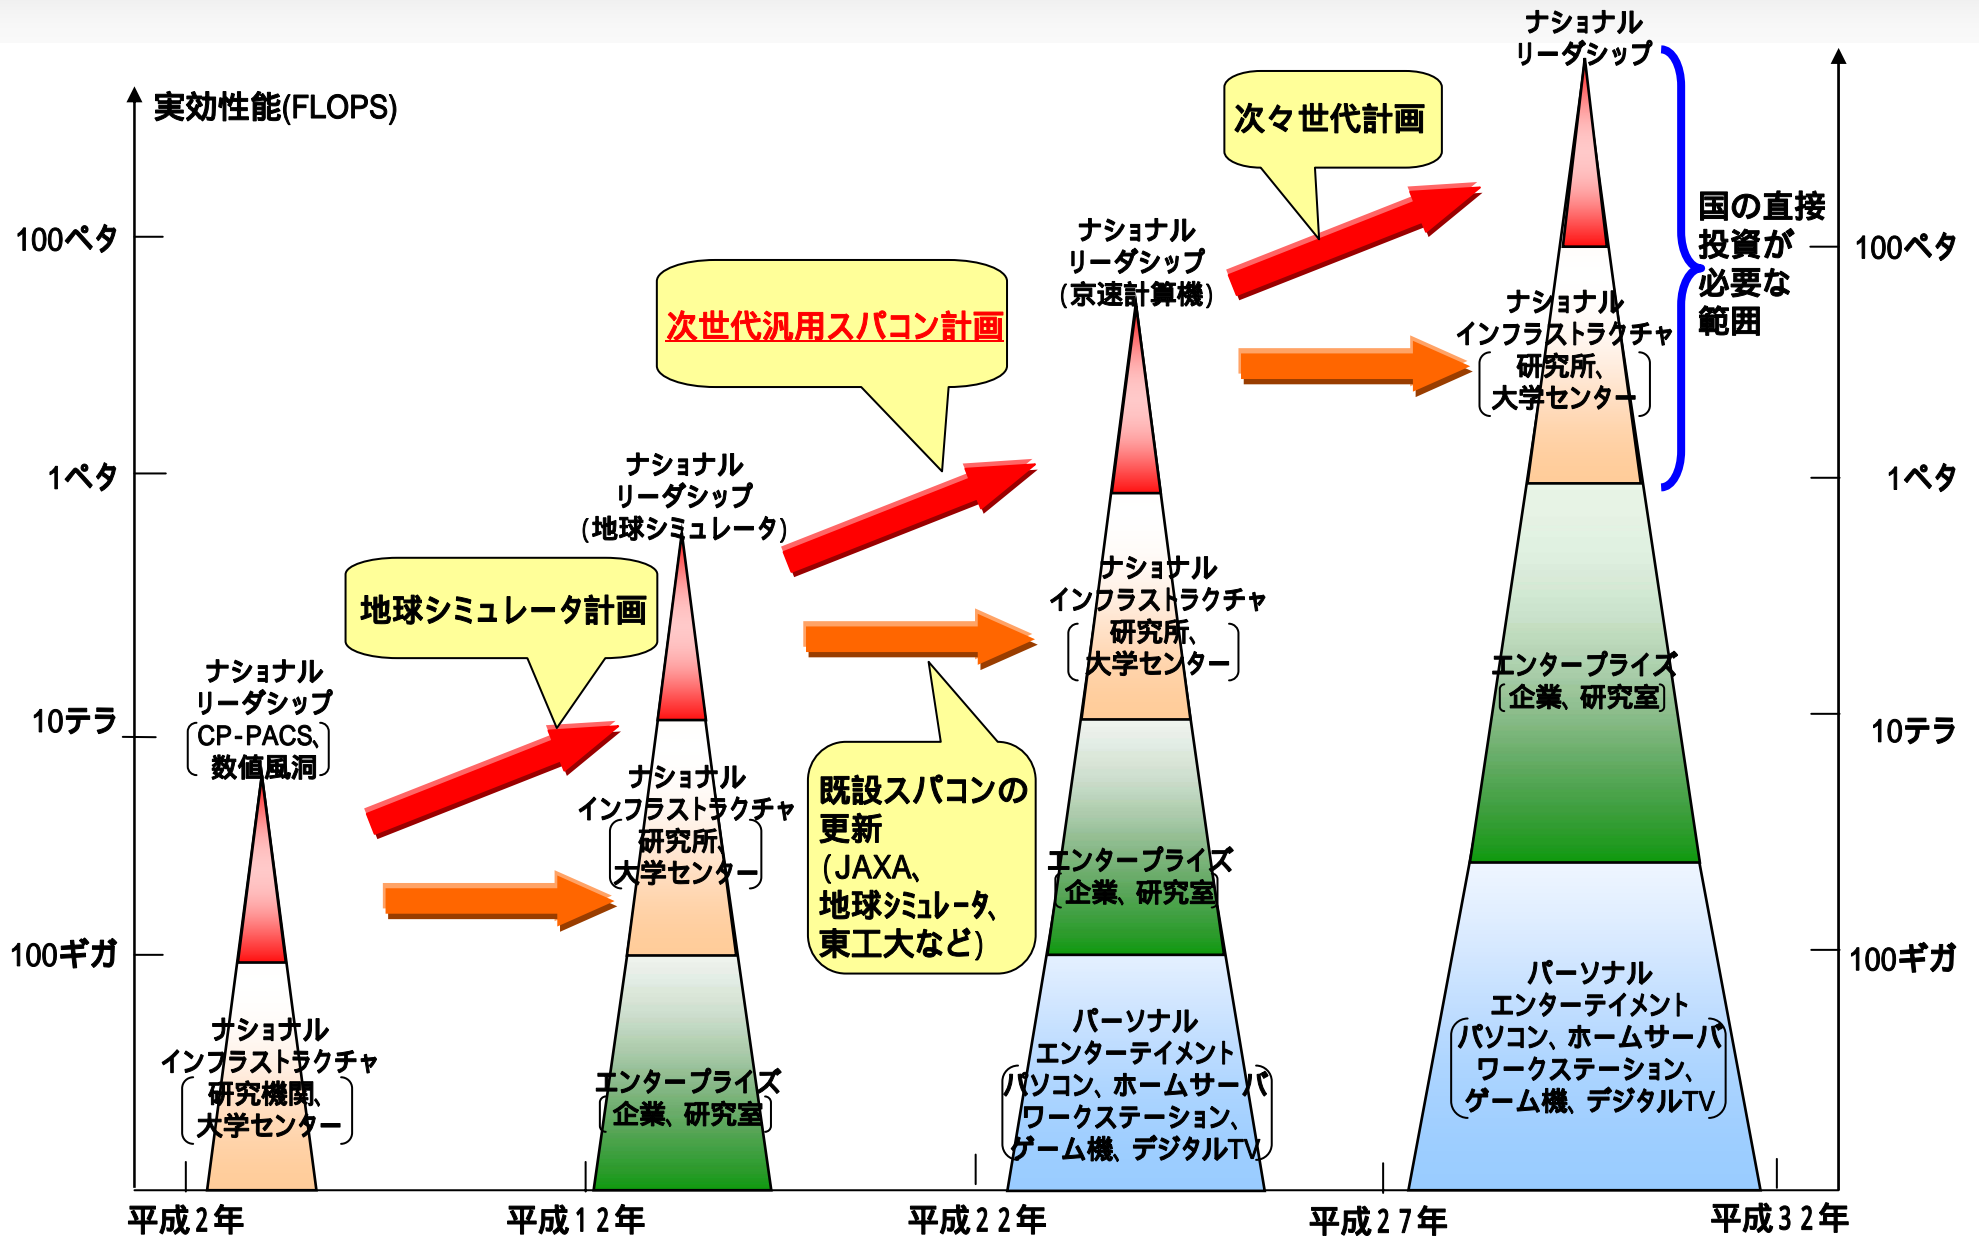 実効性能(FLOPS)
100ペタ
1ペタ
10テラ
100ギガ
ナショナル
リーダシップ
CP-PACS、
数値風洞
ナショナル
インフラストラクチャ
研究機関、
大学センター
地球シミュレータ計画
ナショナル
リーダシップ
(地球シミュレータ)
ナショナル
インフラストラクチャ
研究所、
大学センター
エンタープライズ
企業、研究室
次世代汎用スパコン計画
既設スパコンの
更新
(JAXA、
地球シミュレータ、
東工大など)
ナショナル
リーダシップ
(京速計算機)
ナショナル
インフラストラクチャ
研究所、
大学センター
エンタープライズ
企業、研究室
パーソナル
エンターテイメント
パソコン、ホームサーバ
ワークステーション、
ゲーム機、デジタルTV
次々世代計画
ナショナル
リーダシップ
ナショナル
インフラストラクチャ
研究所、
大学センター
エンタープライズ
企業、研究室
パーソナル
エンターテイメント
パソコン、ホームサーバ
ワークステーション、
ゲーム機、デジタルTV
国の直接
投資が
必要な
範囲
100ペタ
1ペタ
10テラ
100ギガ
平成2年
平成12年
平成22年
平成27年
平成32年